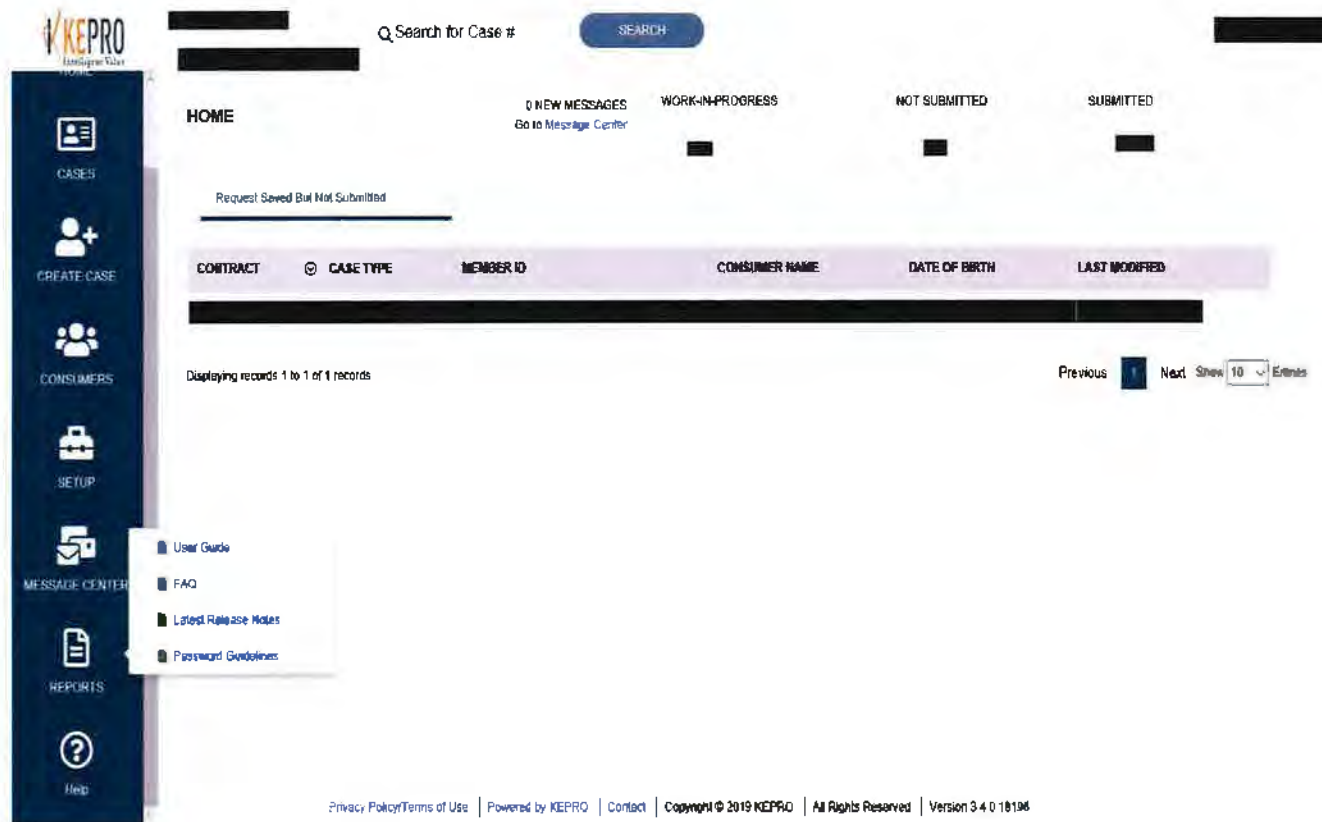 KEPRO
Intelligent Value
Search for Case #
SEARCH
HOME
HOME
0 NEW MESSAGES
Go to Message Center
WORK-IN-PROGRESS
NOT SUBMITTED
SUBMITTED
CASES
Request Saved But Not Submitted
CREATE CASE
CONTRACT
CASE TYPE
MEMBER ID
CONSUMER NAME
DATE OF BIRTH
LAST MODIFIED
CONSUMERS
Displaying records 1 to 1 of 1 records
Previous 1 Next Show 10 Entries
SETUP
MESSAGE CENTER
User Guide
FAQ
Latest Release Notes
Password Guidelines
REPORTS
Help
Privacy Policy/Terms of Use | Powered by KEPRO | Contact | Copyright © 2019 KEPRO | All Rights Reserved | Version 3.4.0.18196